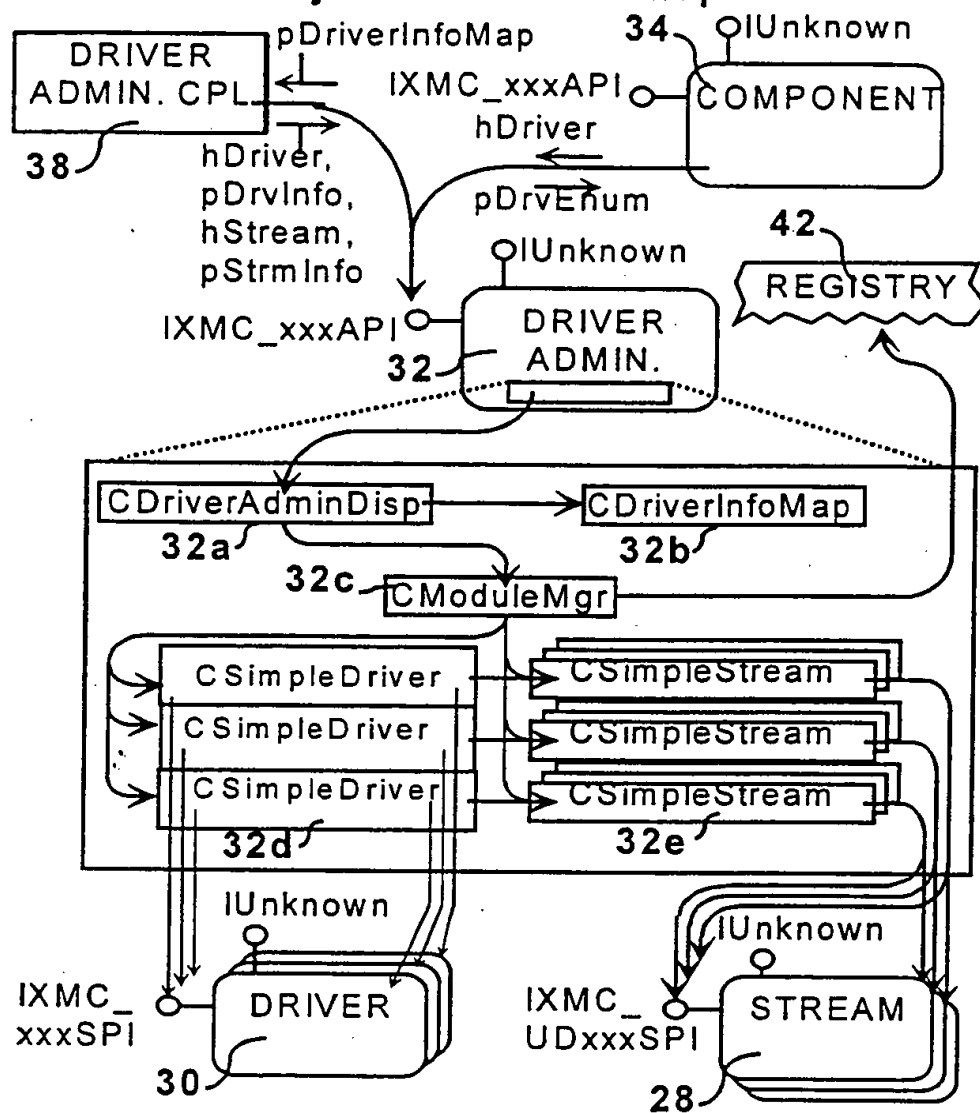 pDriverInfoMap
34
IUnknown
DRIVER
ADMIN. CPL
IXMC_xxxAPI
COMPONENT
38
hDriver,
pDrvInfo,
hStream,
pStrmInfo
hDriver
pDrvEnum
42
REGISTRY
IUnknown
IXMC_xxxAPI
32
DRIVER
ADMIN.
CDriverAdminDisp
CDriverInfoMap
32a
32b
32c
CModuleMgr
CSimpleDriver
CSimpleStream
CSimpleDriver
CSimpleStream
CSimpleDriver
CSimpleStream
32d
32e
IUnknown
IUnknown
IXMC_
xxxSPI
DRIVER
30
IXMC_
UDxxxSPI
STREAM
28